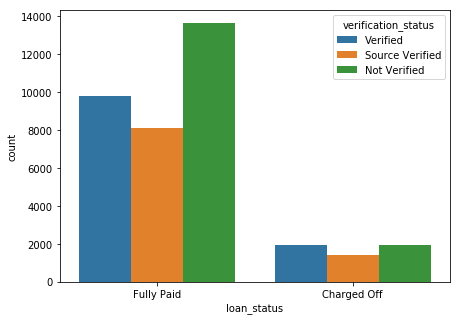 verification_status
Verified
Source Verified
Not Verified
14000
12000
10000
8000
6000
4000
2000
0
count
Fully Paid
Charged Off
loan_status